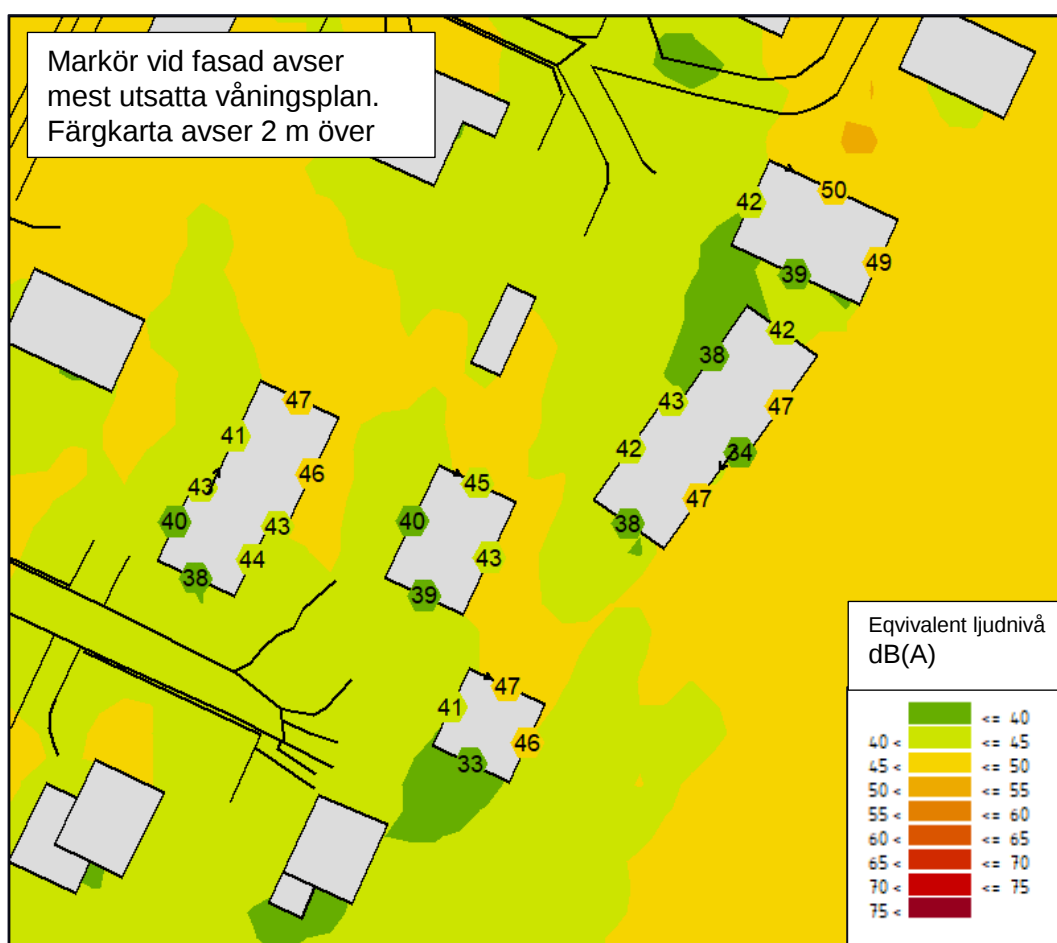 Markör vid fasad avser
mest utsatta våningsplan.
Färgkarta avser 2 m över
50
42
49
39
42
38
47
43
47
41
42
34
46
45
43
47
40
40
43
38
43
44
38
39
47
41
46
33
Eqvivalent ljudnivå
dB(A)
<= 40
40 < <= 45
45 < <= 50
50 < <= 55
55 < <= 60
60 < <= 65
65 < <= 70
70 < <= 75
75 <